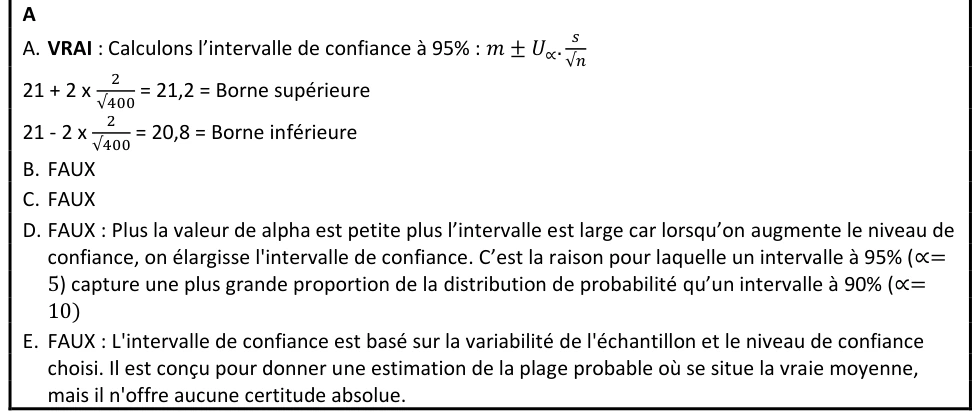 A
A. VRAI : Calculons l’intervalle de confiance à 95% : m ± U∝. s/√n
21 + 2 x 2/√400 = 21,2 = Borne supérieure
21 - 2 x 2/√400 = 20,8 = Borne inférieure
B. FAUX
C. FAUX
D. FAUX : Plus la valeur de alpha est petite plus l’intervalle est large car lorsqu’on augmente le niveau de
confiance, on élargisse l'intervalle de confiance. C’est la raison pour laquelle un intervalle à 95% (∝=
5) capture une plus grande proportion de la distribution de probabilité qu’un intervalle à 90% (∝=
10)
E. FAUX : L'intervalle de confiance est basé sur la variabilité de l'échantillon et le niveau de confiance
choisi. Il est conçu pour donner une estimation de la plage probable où se situe la vraie moyenne,
mais il n'offre aucune certitude absolue.